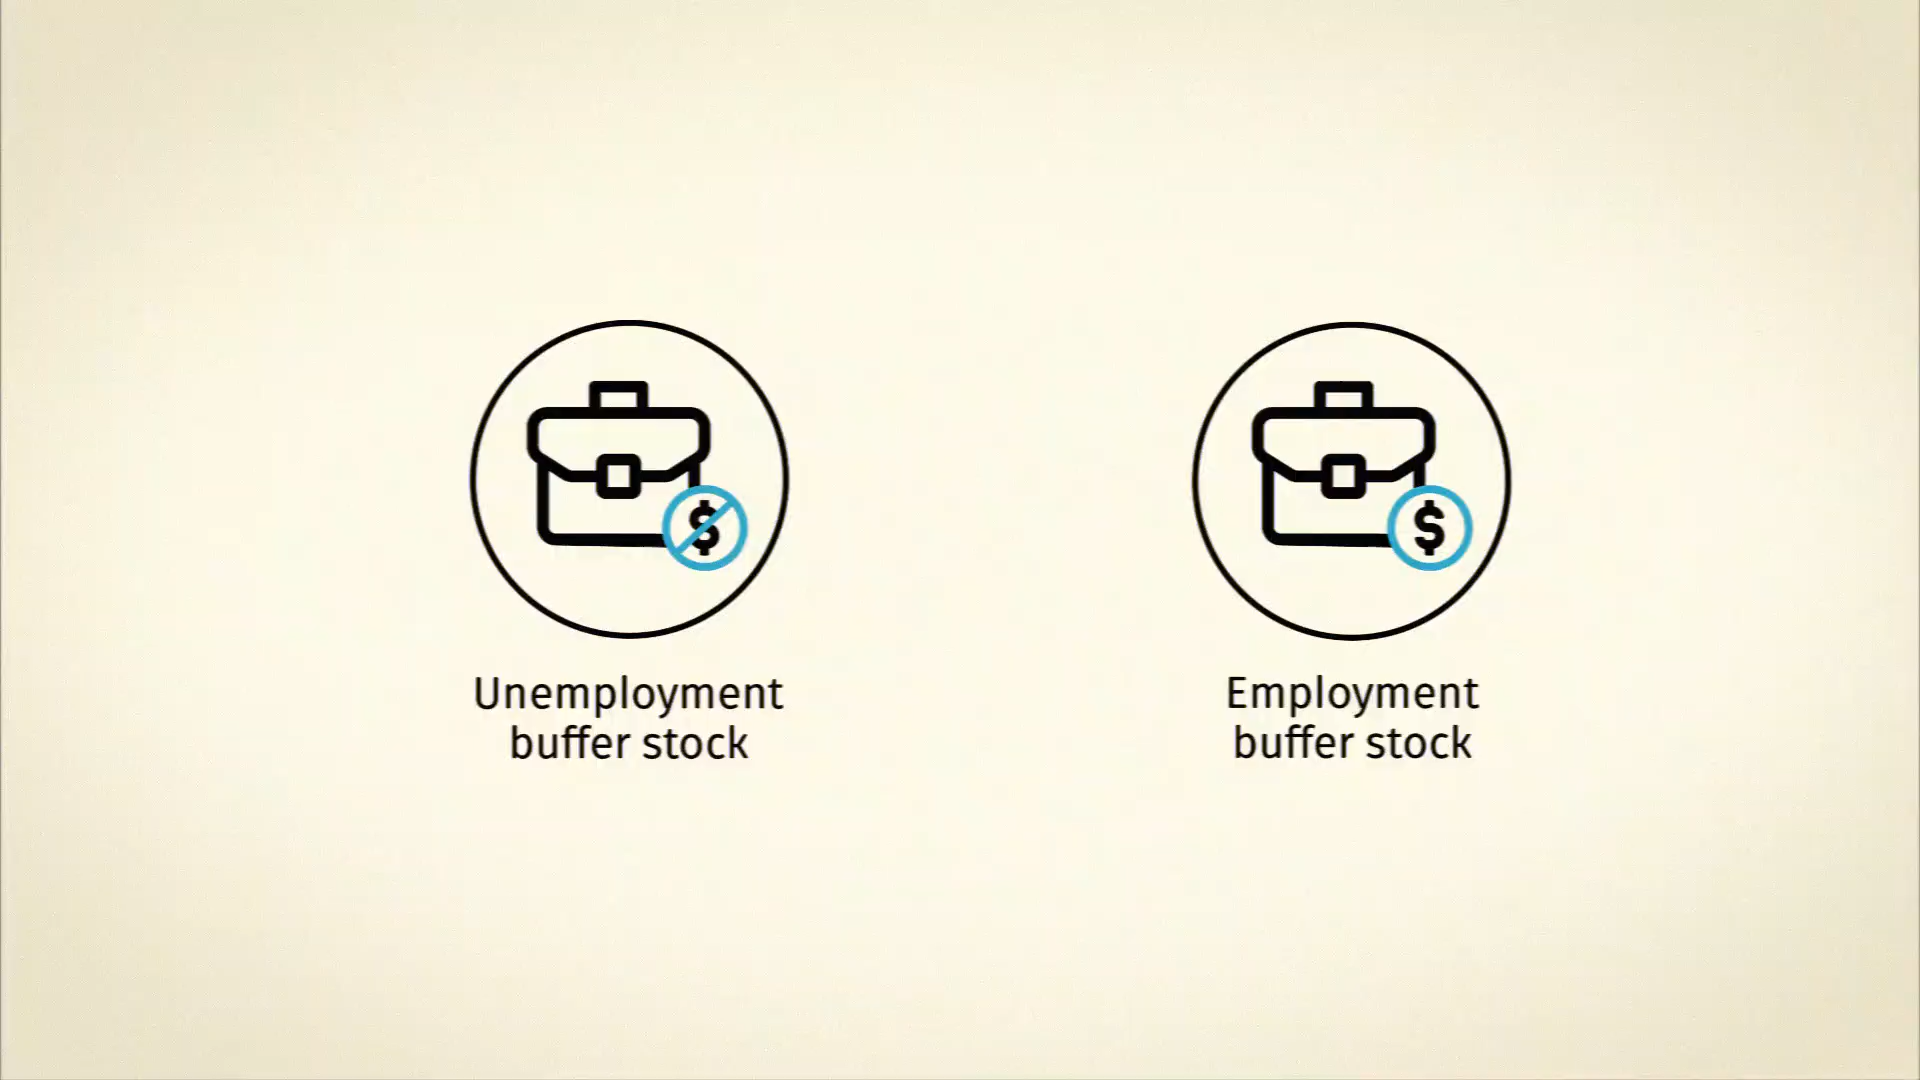 $
$
Unemployment
buffer stock
Employment
buffer stock